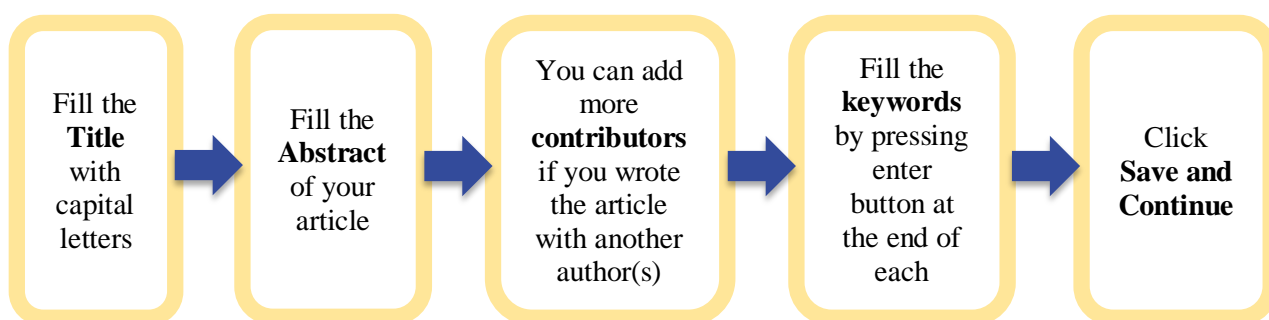 Fill the
Title
with
capital
letters
Fill the
Abstract
of your
article
You can add
more
contributors
if you wrote
the article
with another
author(s)
Fill the
keywords
by pressing
enter
button at
the end of
each
Click
Save and
Continue